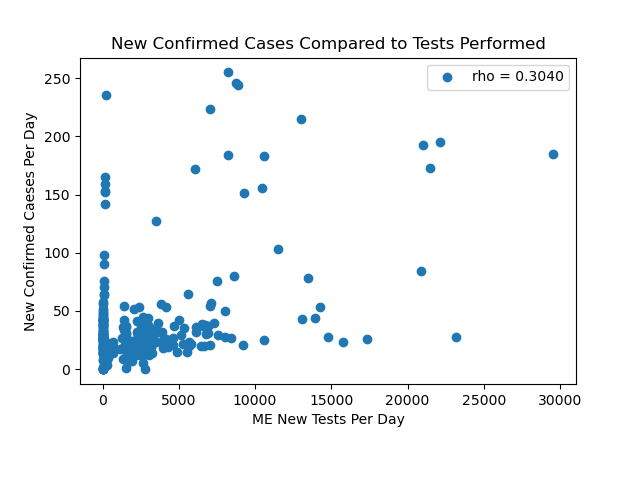 New Confirmed Cases Compared to Tests Performed
rho = 0.3040
New Confirmed Caeses Per Day
250
200
150
100
50
0
0 5000 10000 15000 20000 25000 30000
ME New Tests Per Day